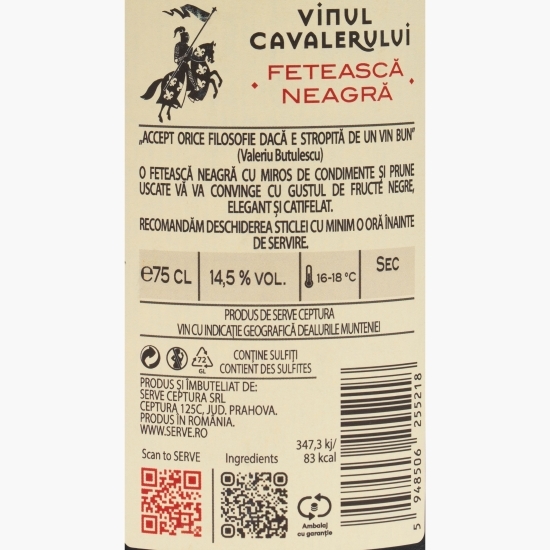 VINUL
CAVALERULUI
FETEASCĂ
NEAGRĂ
„ACCEPT ORICE FILOSOFIE DACĂ E STROPITĂ DE UN VIN BUN"
(Valeriu Butulescu)
O FETEASCĂ NEAGRĂ CU MIROS DE CONDIMENTE ȘI PRUNE
USCATE VĂ VA CONVINGE CU GUSTUL DE FRUCTE NEGRE,
ELEGANT ȘI CATIFELAT.
RECOMANDĂM DESCHIDEREA STICLEI CU MINIM O ORĂ ÎNAINTE
DE SERVIRE.
℮75 CL
14,5 % VOL.
16-18 °C
SEC
PRODUS DE SERVE CEPTURA
VIN CU INDICAȚIE GEOGRAFICĂ DEALURILE MUNTENIEI
72
GL
CONȚINE SULFIȚI
CONTIENT DES SULFITES
PRODUS ȘI ÎMBUTELIAT DE:
SERVE CEPTURA SRL
CEPTURA 125C, JUD. PRAHOVA.
PRODUS ÎN ROMÂNIA.
WWW.SERVE.RO
347,3 kj/
83 kcal
Scan to SERVE
Ingredients
Ambalaj
cu garanție
5 948506 255218